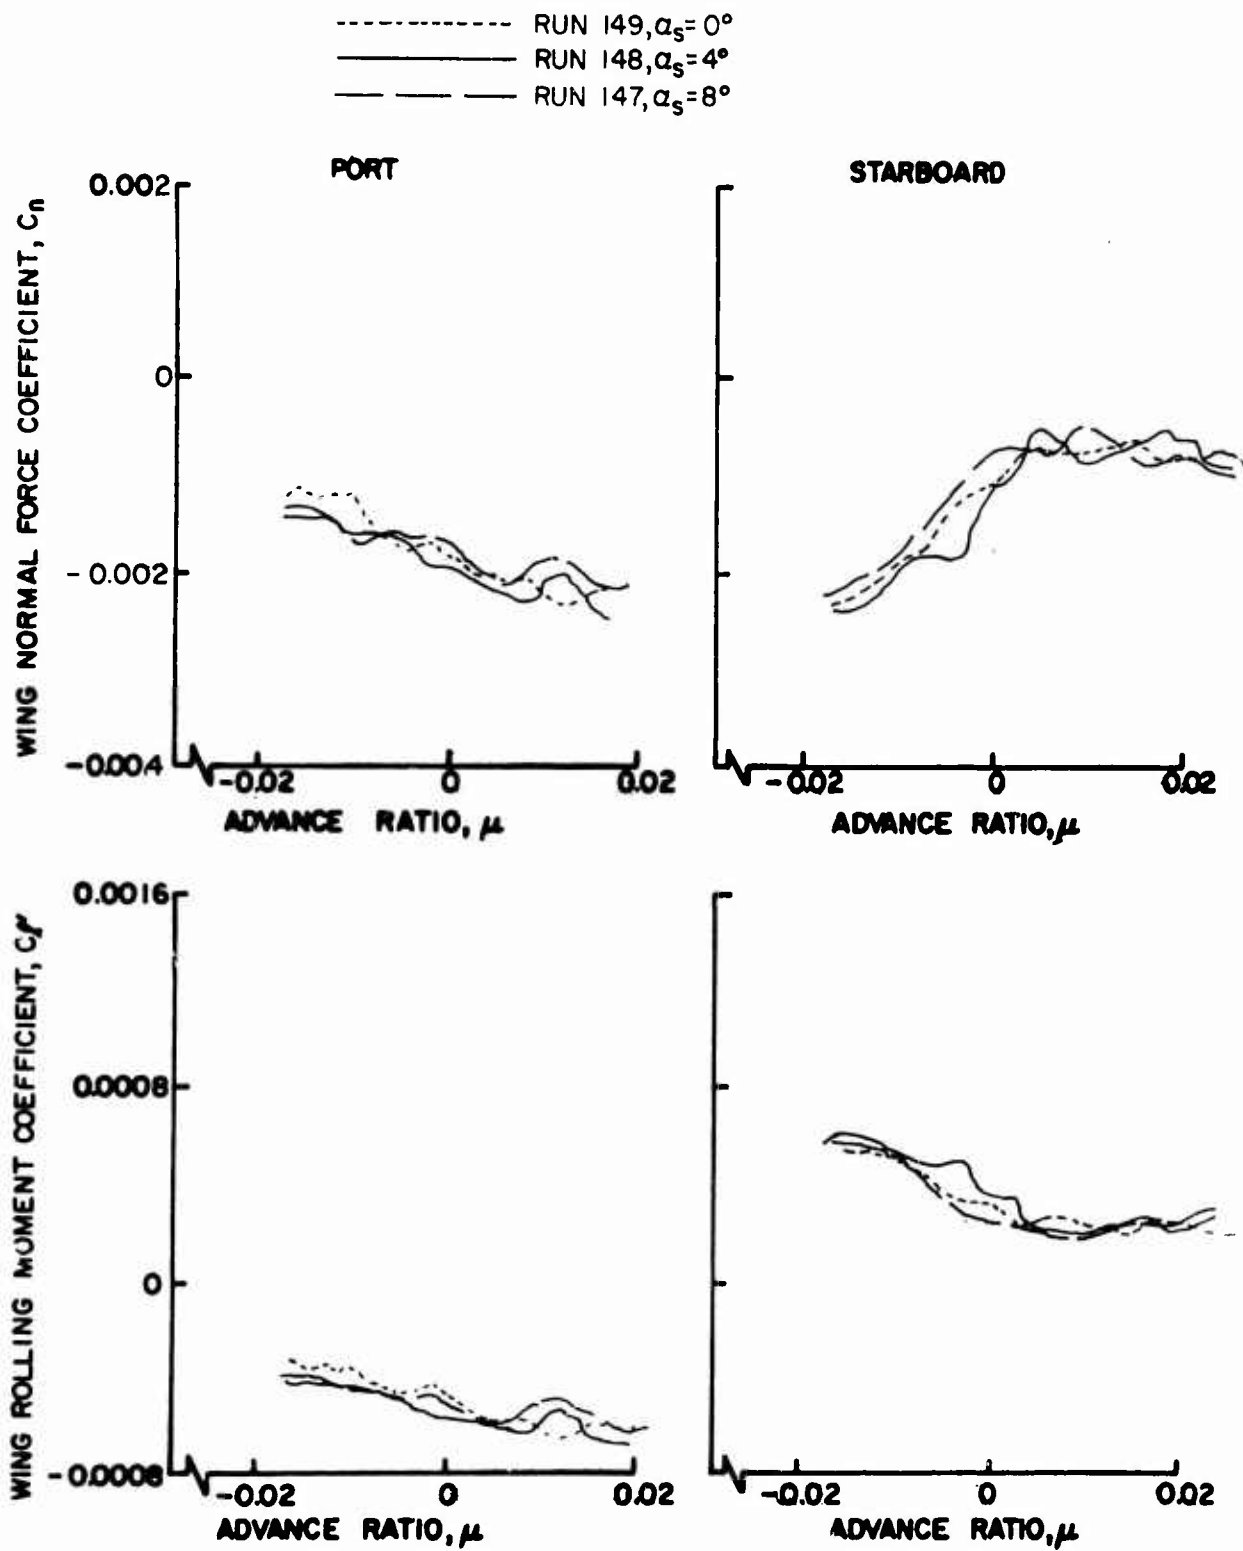 RUN 149, αs=0°
RUN 148, αs=4°
RUN 147, αs=8°
PORT
STARBOARD
WING NORMAL FORCE COEFFICIENT, Cn
0.002
0
-0.002
-0.004
-0.02 0 0.02
ADVANCE RATIO, μ
-0.02 0 0.02
ADVANCE RATIO, μ
WING ROLLING MOMENT COEFFICIENT,
0.0016
0.0008
0
-0.0008
-0.02 0 0.02
ADVANCE RATIO, μ
-0.02 0 0.02
ADVANCE RATIO, μ